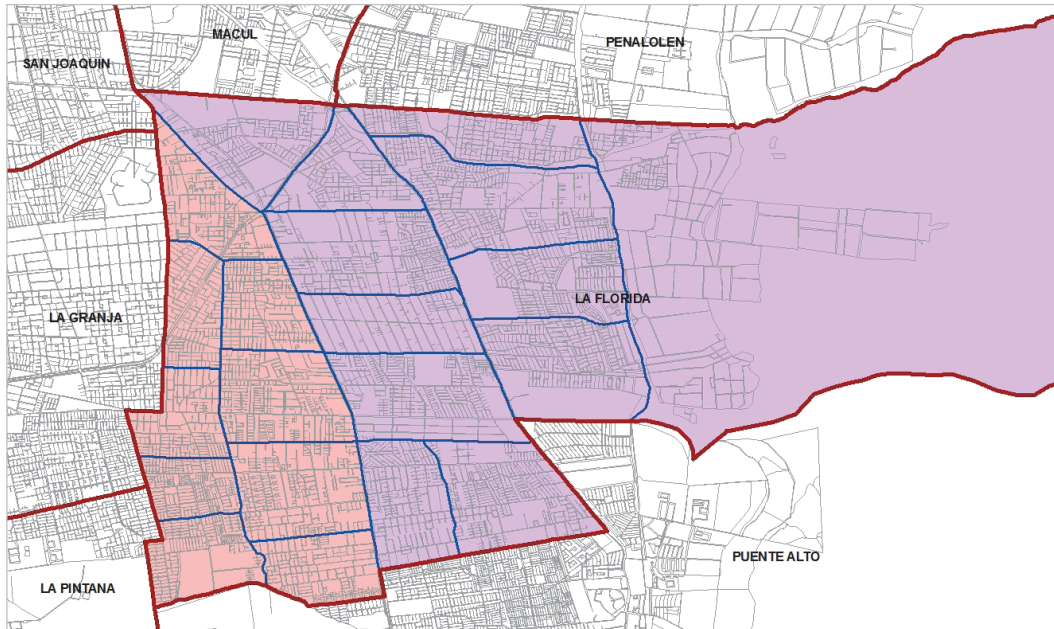 MACUL
PENALOLEN
SAN JOAQUIN
LA FLORIDA
LA GRANJA
PUENTE ALTO
LA PINTANA